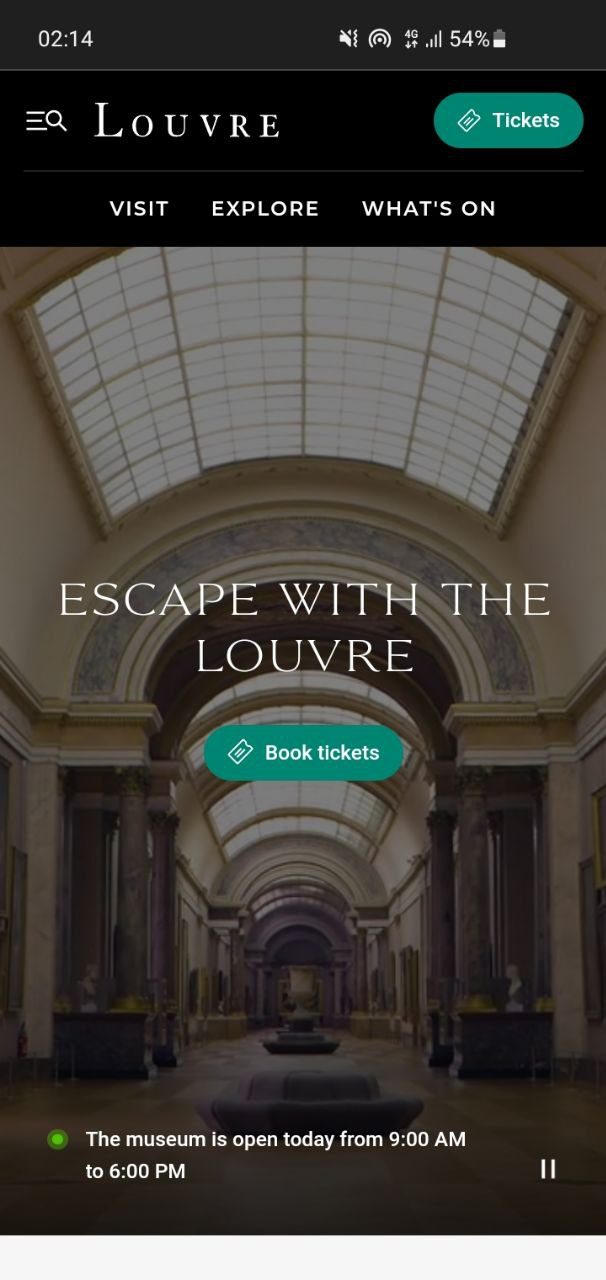 02:14
4G
54%
LOUVRE
Tickets
VISIT EXPLORE WHAT'S ON
ESCAPE WITH THE
LOUVRE
Book tickets
The museum is open today from 9:00 AM
to 6:00 PM